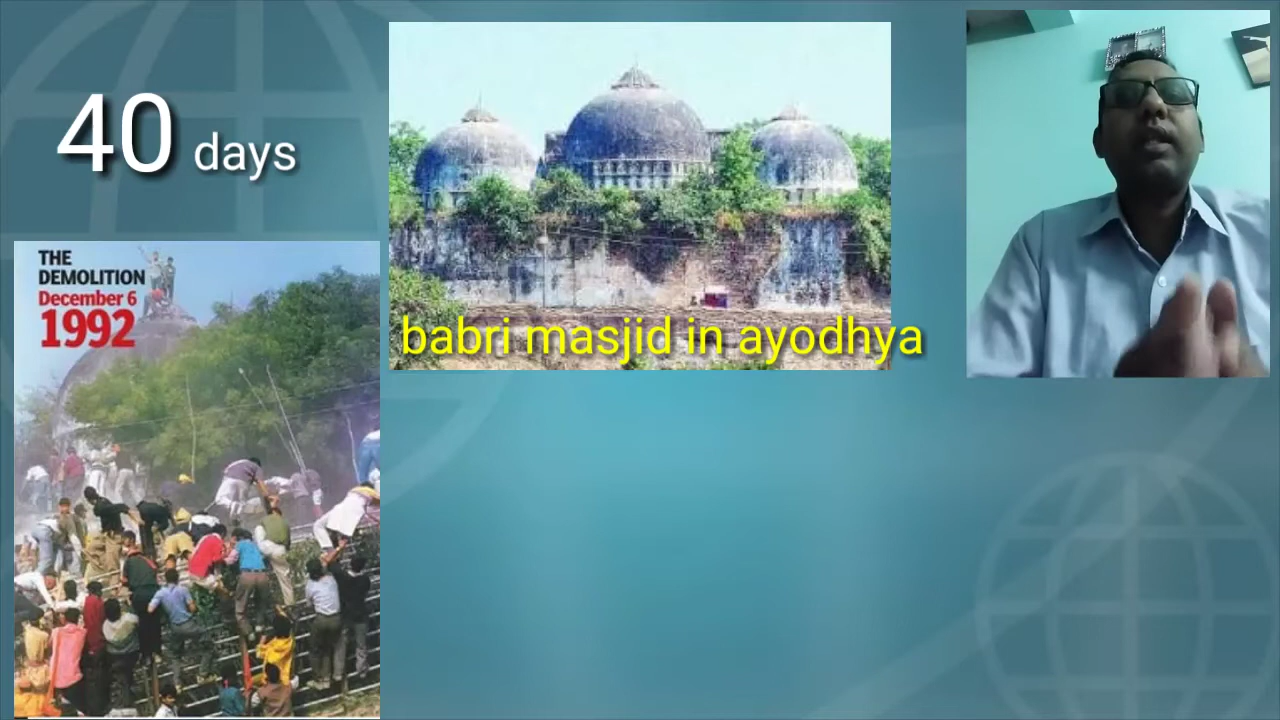 40 days
THE
DEMOLITION
December 6
1992
babri masjid in ayodhya